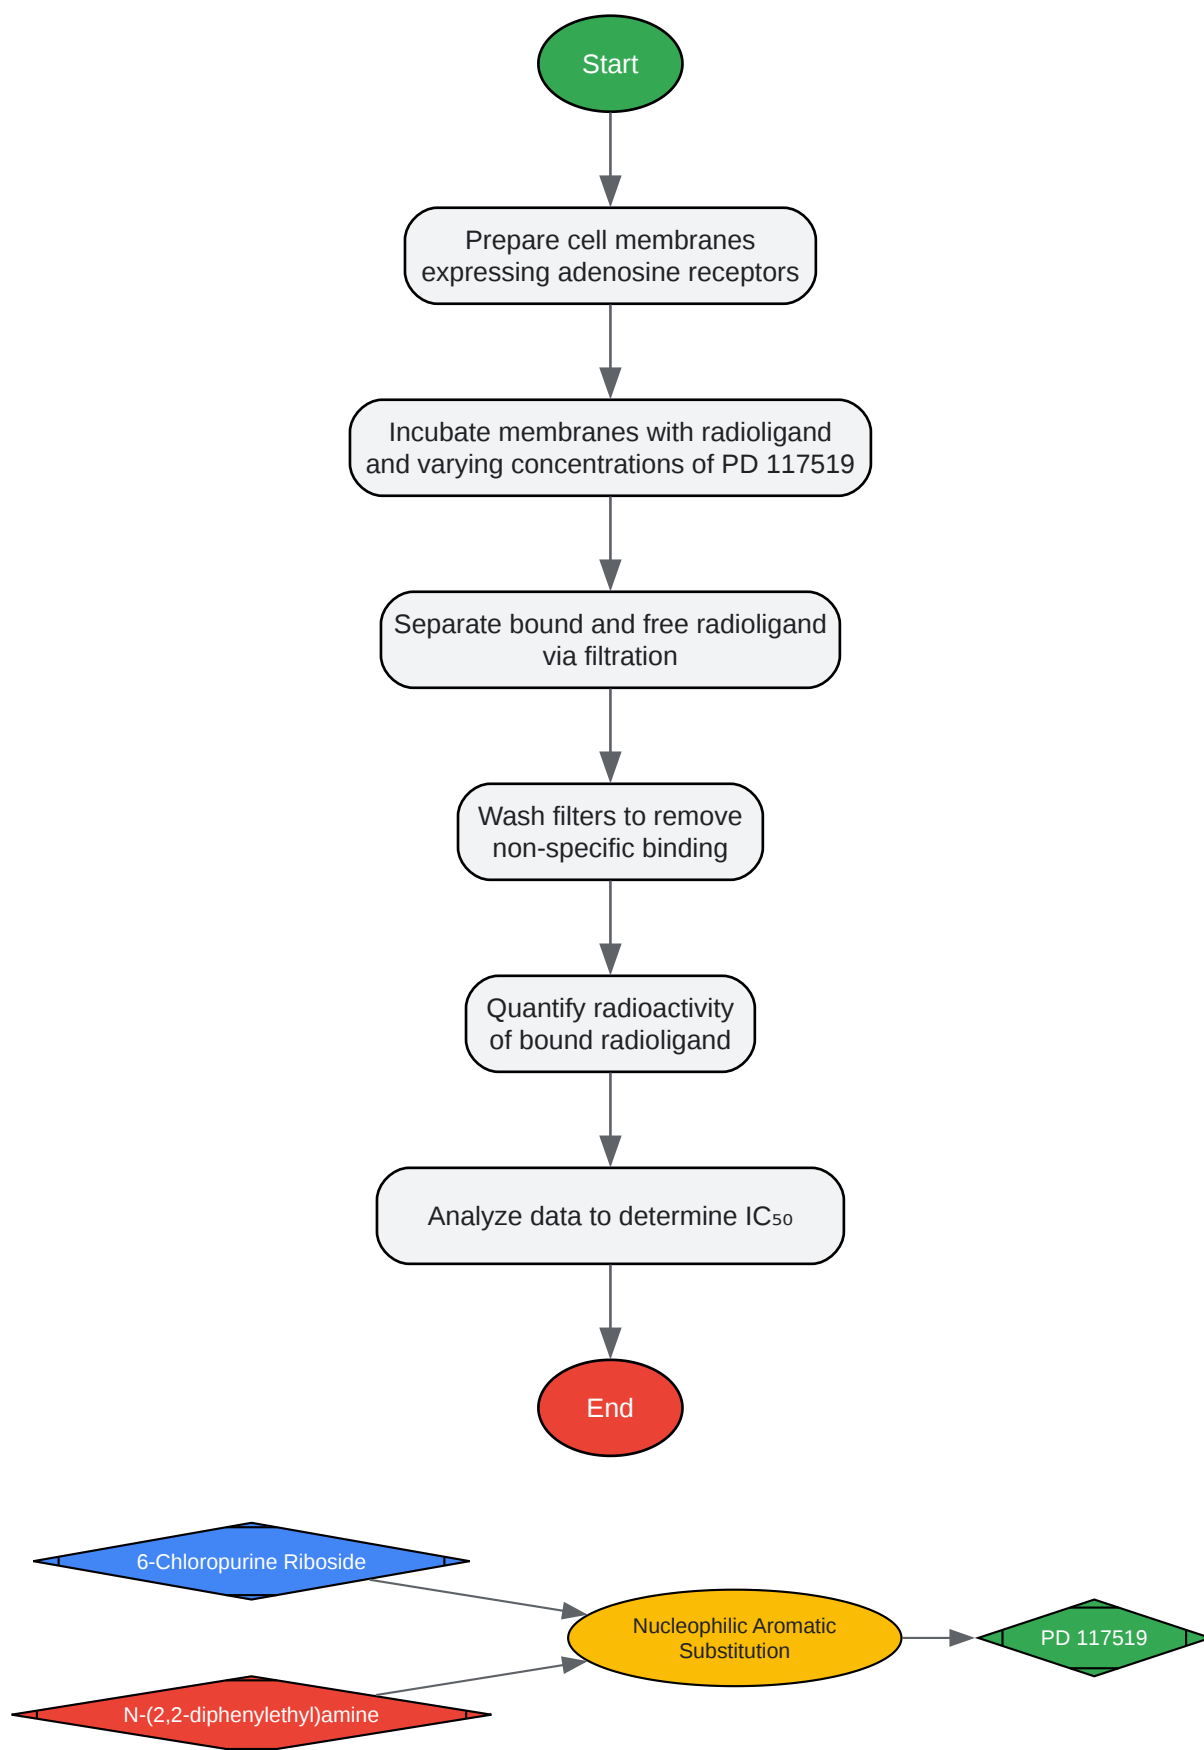 Start
Prepare cell membranes
expressing adenosine receptors
Incubate membranes with radioligand
and varying concentrations of PD 117519
Separate bound and free radioligand
via filtration
Wash filters to remove
non-specific binding
Quantify radioactivity
of bound radioligand
Analyze data to determine IC₅₀
End
6-Chloropurine Riboside
Nucleophilic Aromatic
Substitution
PD 117519
N-(2,2-diphenylethyl)amine